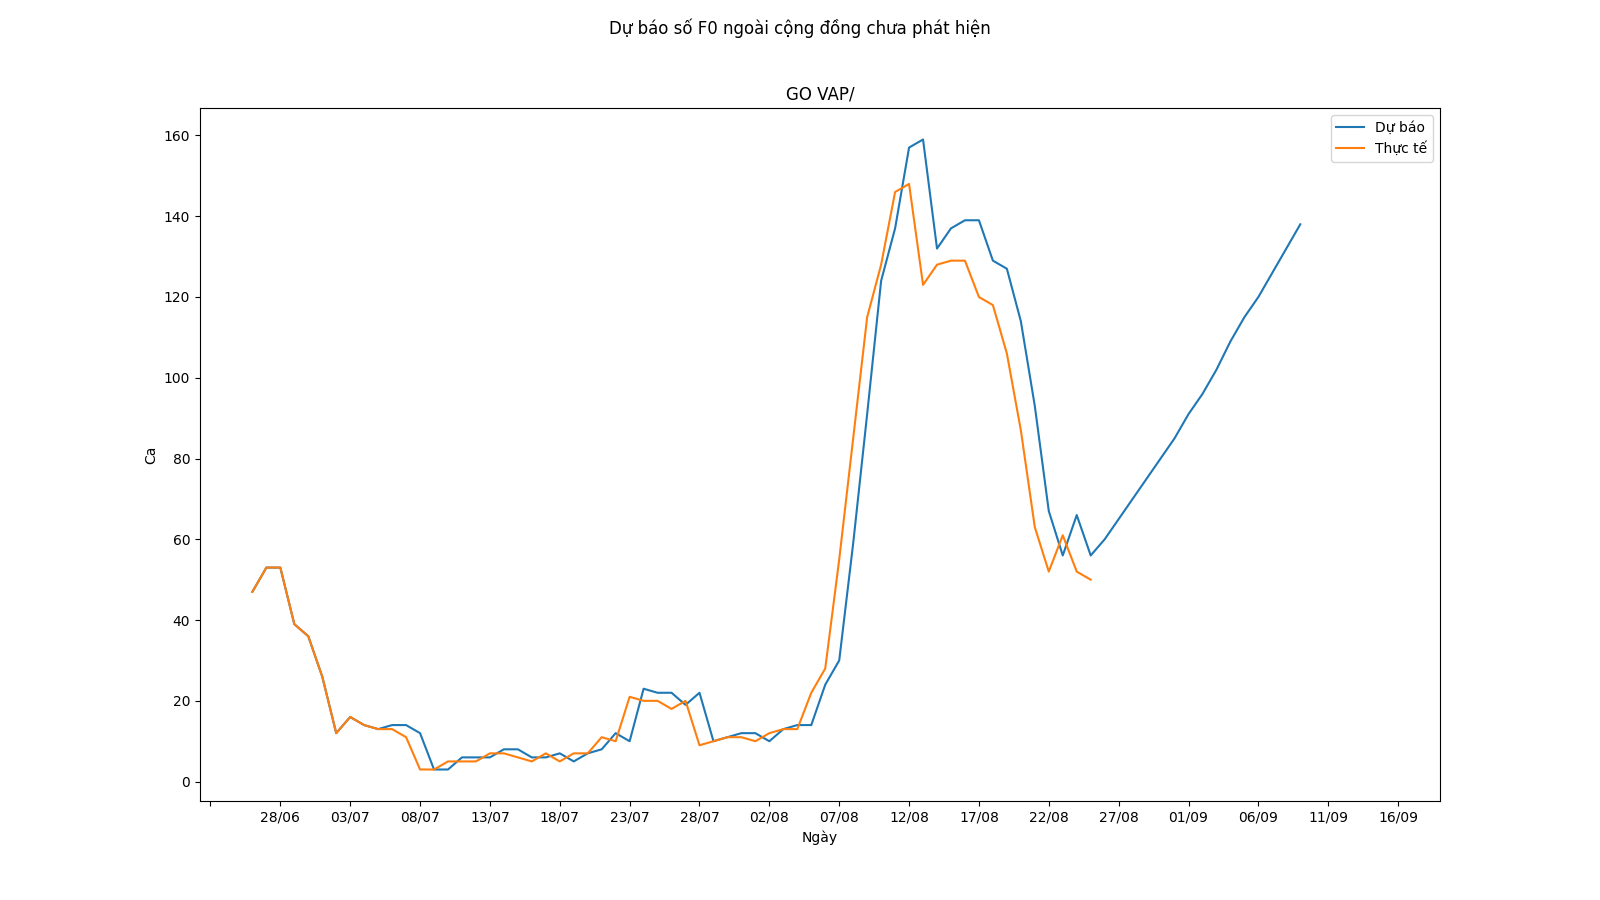 Dự báo số F0 ngoài cộng đồng chưa phát hiện
GO VAP/
Dự báo
Thực tế
160
140
120
100
80
60
40
20
0
Ca
28/06 03/07 08/07 13/07 18/07 23/07 28/07 02/08 07/08 12/08 17/08 22/08 27/08 01/09 06/09 11/09 16/09
Ngày